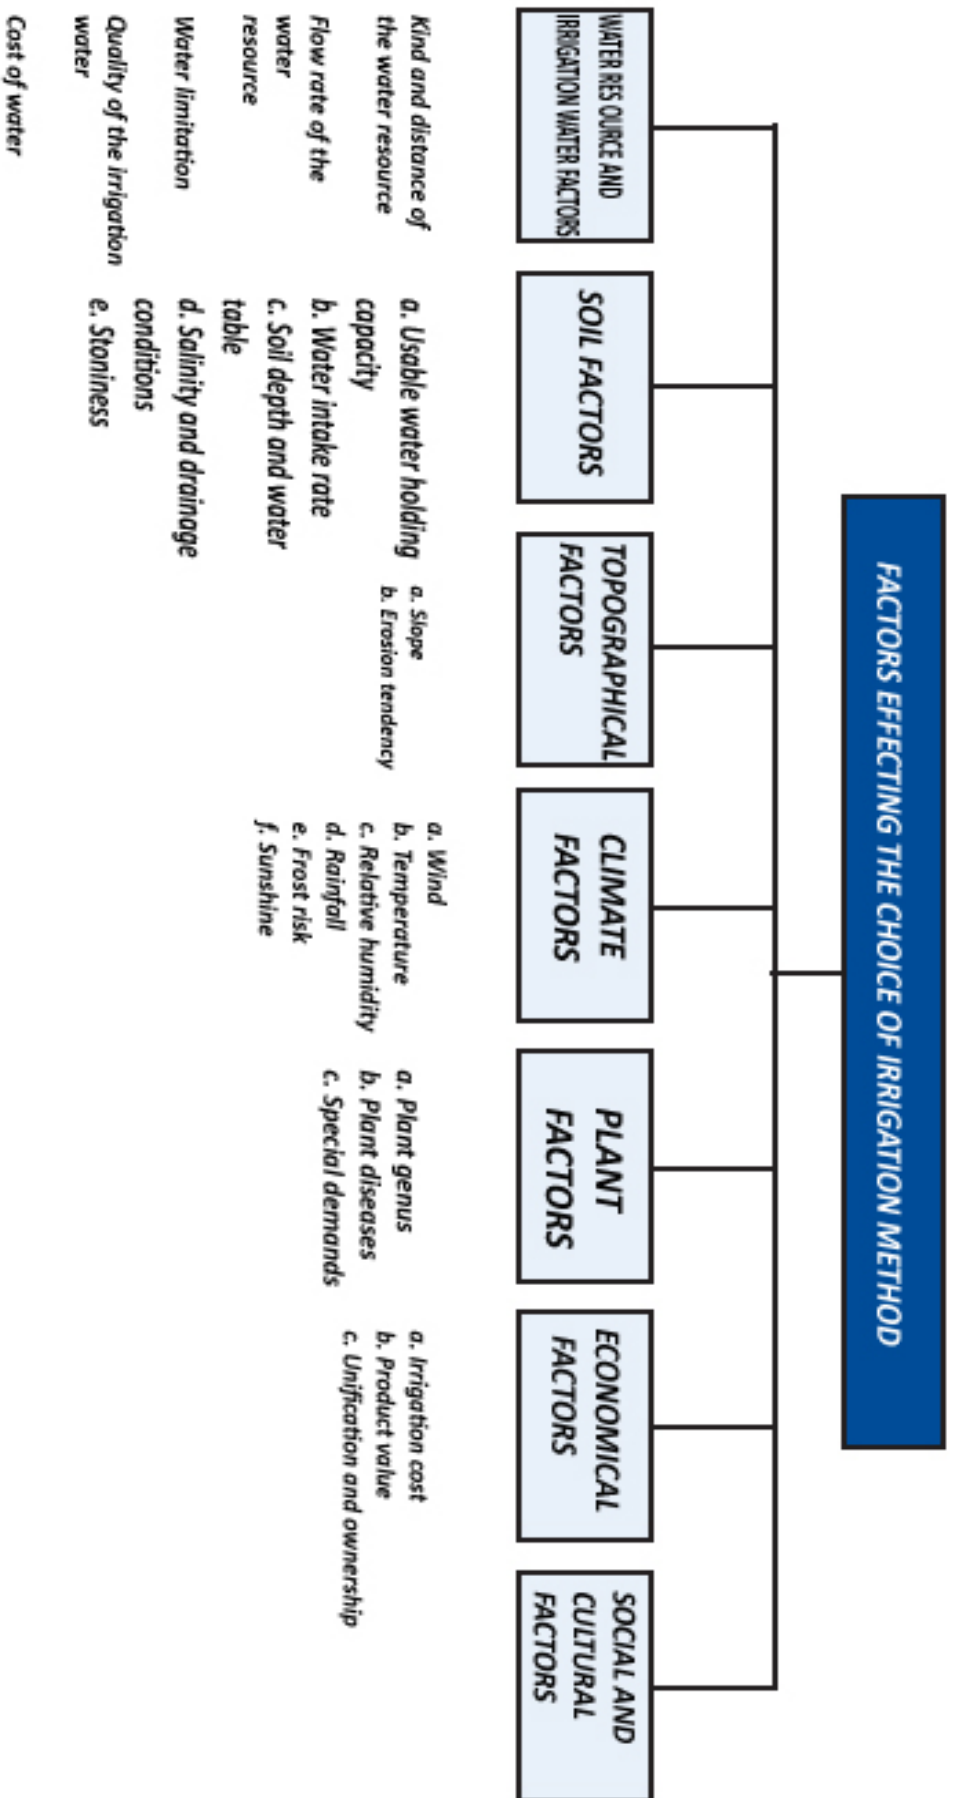 FACTORS EFFECTING THE CHOICE OF IRRIGATION METHOD
WATER RES OURCE AND
IRRIGATION WATER FACTORS
SOIL FACTORS
TOPOGRAPHICAL
FACTORS
CLIMATE
FACTORS
PLANT
FACTORS
ECONOMICAL
FACTORS
SOCIAL AND
CULTURAL
FACTORS
Kind and distance of
the water resource
Flow rate of the
water
resource
Water limitation
Quality of the irrigation
water
Cost of water
a. Usable water holding
capacity
b. Water intake rate
c. Soil depth and water
table
d. Salinity and drainage
conditions
e. Stoniness
a. Slope
b. Erosion tendency
a. Wind
b. Temperature
c. Relative humidity
d. Rainfall
e. Frost risk
f. Sunshine
a. Plant genus
b. Plant diseases
c. Special demands
a. Irrigation cost
b. Product value
c. Unification and ownership